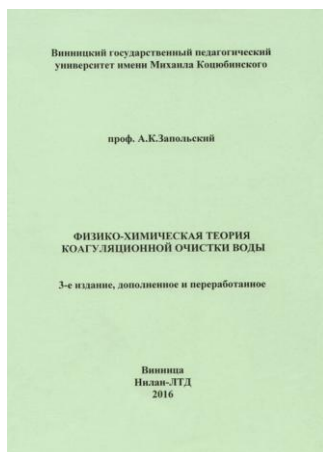 Винницкий государственный педагогический
университет имени Михаила Коцюбинского
проф. А.К.Запольский
ФИЗИКО-ХИМИЧЕСКАЯ ТЕОРИЯ
КОАГУЛЯЦИОННОЙ ОЧИСТКИ ВОДЫ
3-е издание, дополненное и переработанное
Винница
Нилан-ЛТД
2016